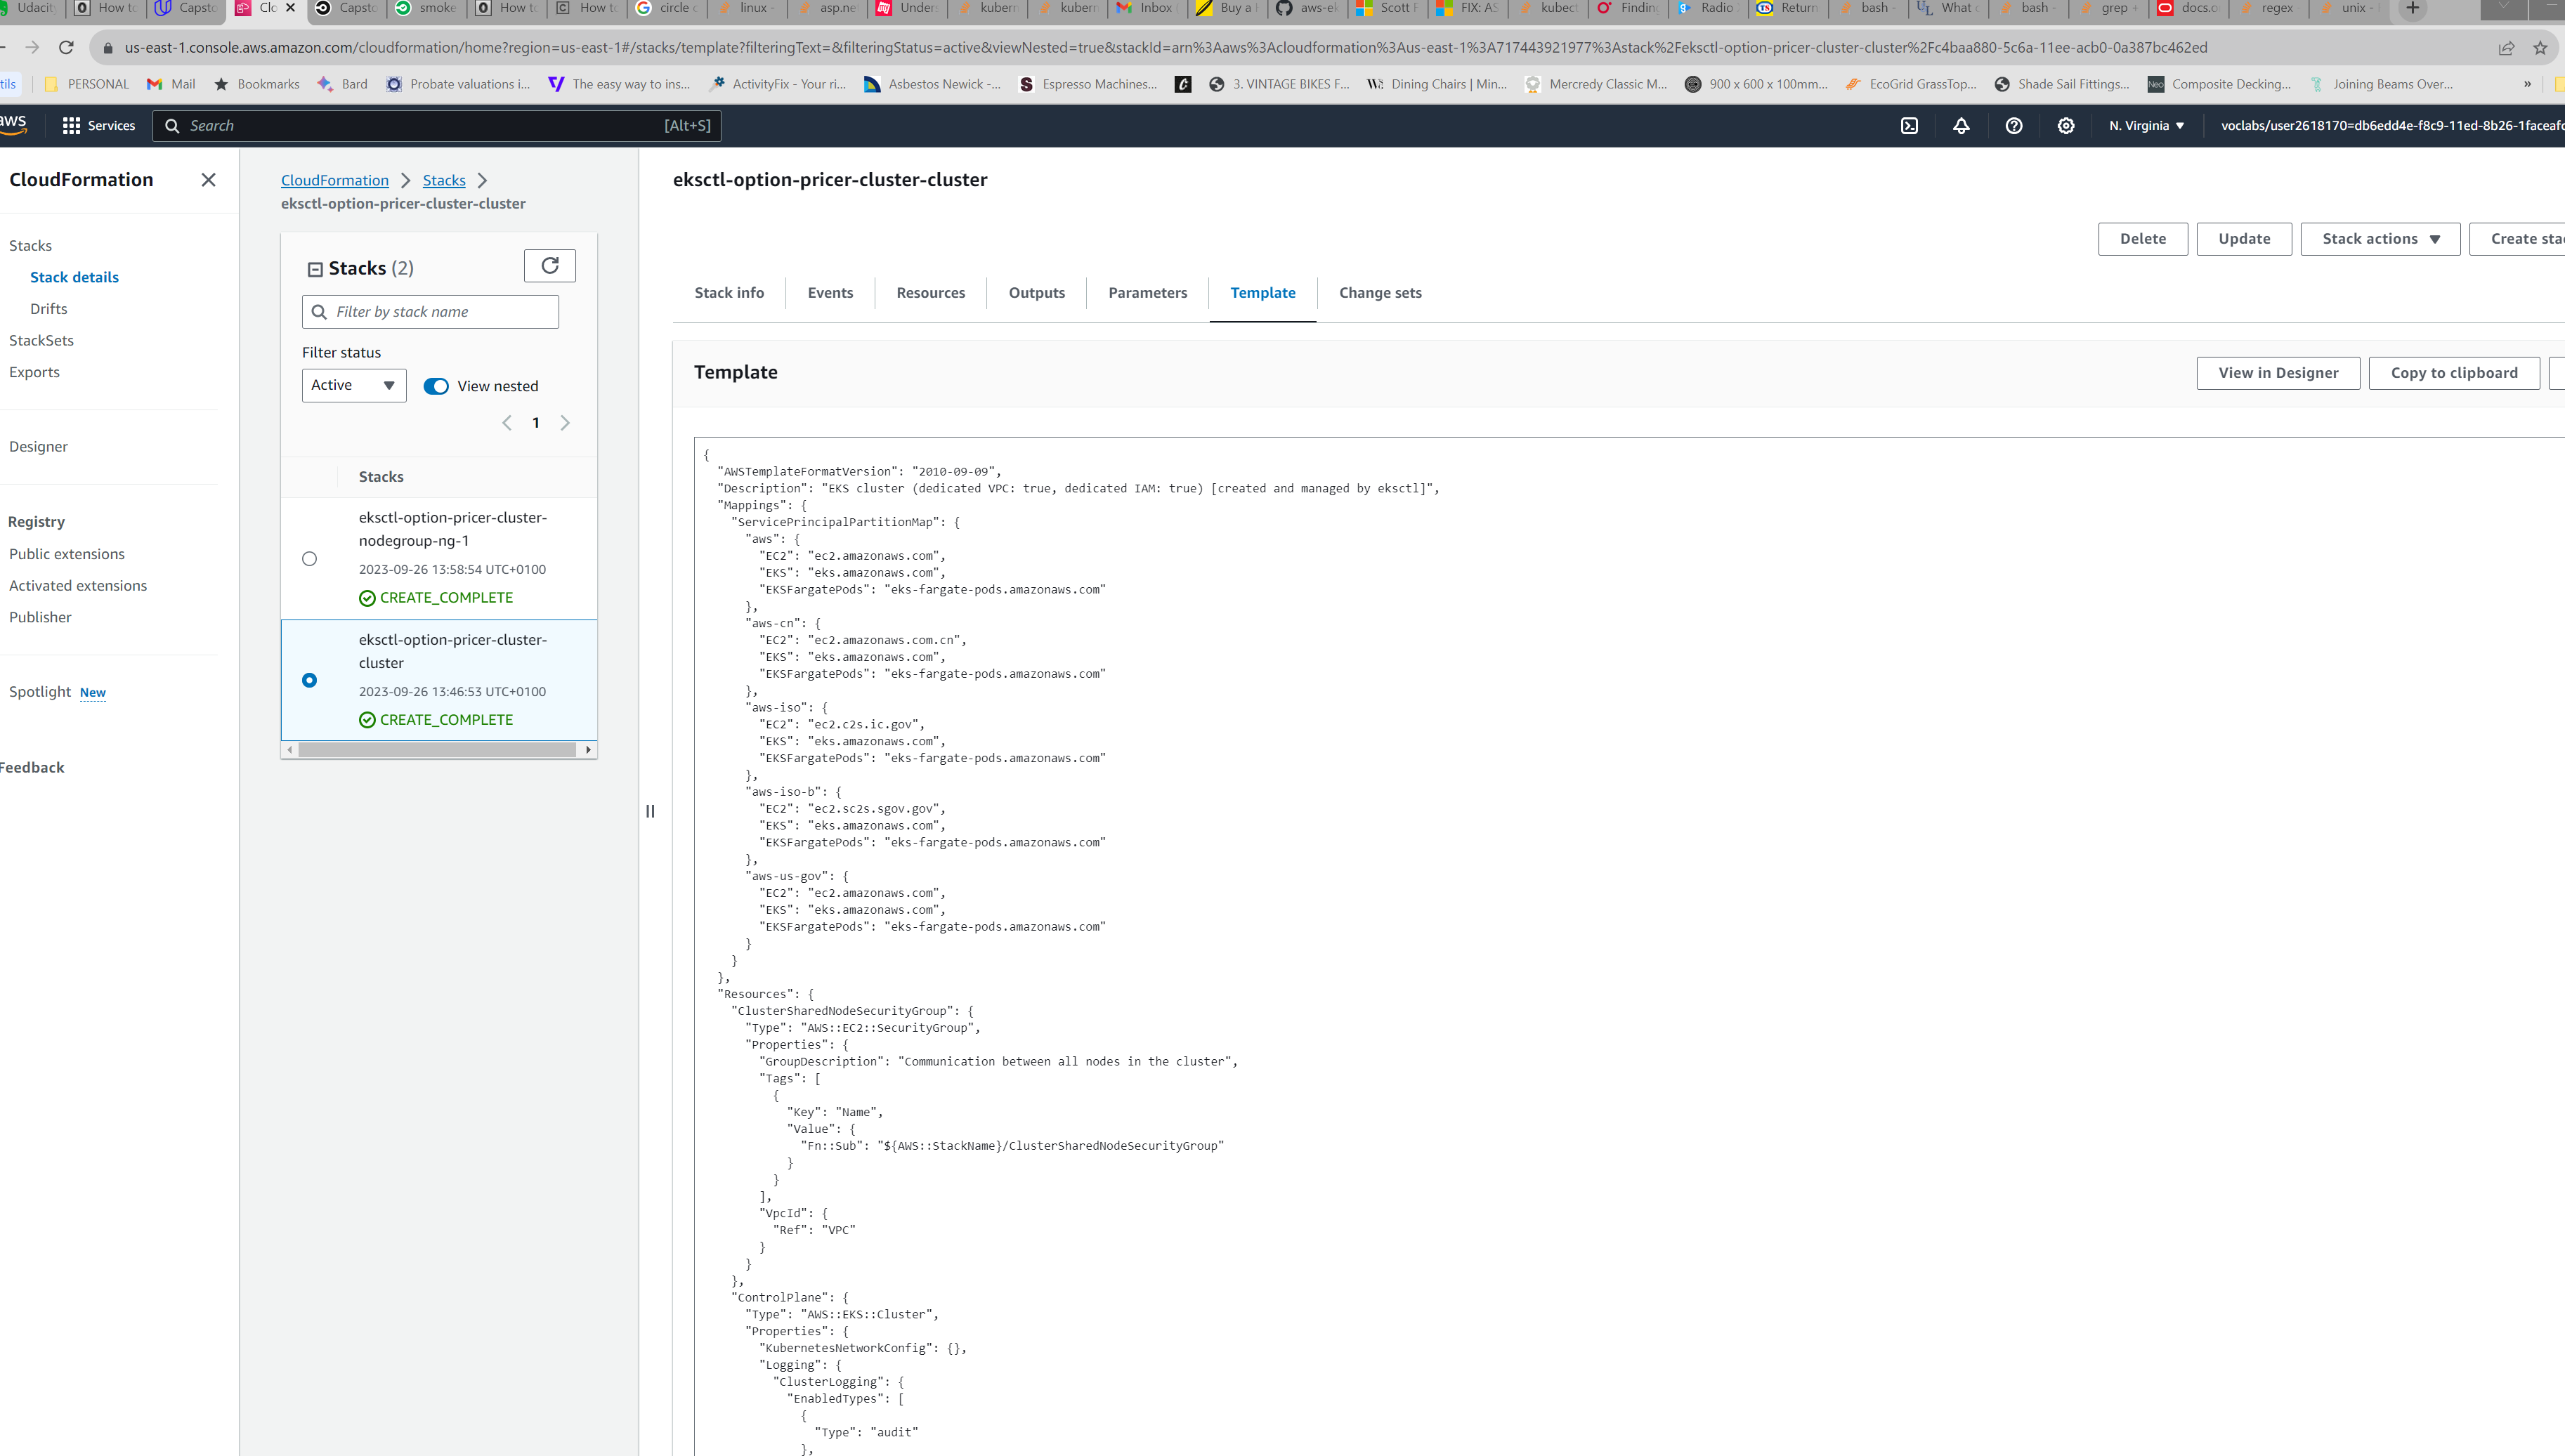 Udacit
How to
Capsto
Clo
Capsto
smoke
How to
How to
circle c
linux -
asp.ne
Unders
kubern
kubern
Inbox
Buy a
aws-ek
Scott
FIX: AS
kubect
Finding
Radio
Return
bash -
What
bash -
grep +
docs.o
regex
unix -
us-east-1.console.aws.amazon.com/cloudformation/home?region=us-east-1#/stacks/template?filteringText=&filteringStatus=active&viewNested=true&stackId=arn%3Aaws%3Acloudformation%3Aus-east-1%3A717443921977%3Astack%2Feksctl-option-pricer-cluster-cluster%2Fc4baa880-5c6a-11ee-acb0-0a387bc462ed
tils
PERSONAL
Mail
Bookmarks
Bard
Probate valuations i...
The easy way to ins...
ActivityFix - Your ri...
Asbestos Newick -...
Espresso Machines...
3. VINTAGE BIKES F...
Dining Chairs | Min...
Mercredy Classic M...
900 x 600 x 100mm...
EcoGrid GrassTop...
Shade Sail Fittings...
Composite Decking...
Joining Beams Over...
»
aws
Services
Search
[Alt+S]
N. Virginia
voclabs/user2618170=db6edd4e-f8c9-11ed-8b26-1faceafc
CloudFormation
Stacks
Stack details
Drifts
StackSets
Exports
Designer
Registry
Public extensions
Activated extensions
Publisher
Spotlight New
Feedback
CloudFormation
Stacks
eksctl-option-pricer-cluster-cluster
Stacks (2)
Filter by stack name
Filter status
Active
View nested
1
Stacks
eksctl-option-pricer-cluster-
nodegroup-ng-1
2023-09-26 13:58:54 UTC+0100
CREATE_COMPLETE
eksctl-option-pricer-cluster-
cluster
2023-09-26 13:46:53 UTC+0100
CREATE_COMPLETE
eksctl-option-pricer-cluster-cluster
Delete
Update
Stack actions
Create sta
Stack info
Events
Resources
Outputs
Parameters
Template
Change sets
Template
View in Designer
Copy to clipboard
{
"AWSTemplateFormatVersion": "2010-09-09",
"Description": "EKS cluster (dedicated VPC: true, dedicated IAM: true) [created and managed by eksctl]",
"Mappings": {
"ServicePrincipalPartitionMap": {
"aws": {
"EC2": "ec2.amazonaws.com",
"EKS": "eks.amazonaws.com",
"EKSFargatePods": "eks-fargate-pods.amazonaws.com"
},
"aws-cn": {
"EC2": "ec2.amazonaws.com.cn",
"EKS": "eks.amazonaws.com",
"EKSFargatePods": "eks-fargate-pods.amazonaws.com"
},
"aws-iso": {
"EC2": "ec2.c2s.ic.gov",
"EKS": "eks.amazonaws.com",
"EKSFargatePods": "eks-fargate-pods.amazonaws.com"
},
"aws-iso-b": {
"EC2": "ec2.sc2s.sgov.gov",
"EKS": "eks.amazonaws.com",
"EKSFargatePods": "eks-fargate-pods.amazonaws.com"
},
"aws-us-gov": {
"EC2": "ec2.amazonaws.com",
"EKS": "eks.amazonaws.com",
"EKSFargatePods": "eks-fargate-pods.amazonaws.com"
}
}
},
"Resources": {
"ClusterSharedNodeSecurityGroup": {
"Type": "AWS::EC2::SecurityGroup",
"Properties": {
"GroupDescription": "Communication between all nodes in the cluster",
"Tags": [
{
"Key": "Name",
"Value": {
"Fn::Sub": "${AWS::StackName}/ClusterSharedNodeSecurityGroup"
}
}
],
"VpcId": {
"Ref": "VPC"
}
}
},
"ControlPlane": {
"Type": "AWS::EKS::Cluster",
"Properties": {
"KubernetesNetworkConfig": {},
"Logging": {
"ClusterLogging": {
"EnabledTypes": [
{
"Type": "audit"
},